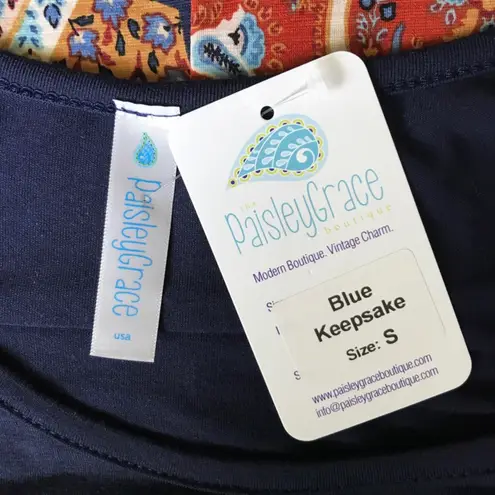 PaisleyGrace
usa
the
PaisleyGrace
boutique
Modern Boutique. Vintage Charm.
Blue
Keepsake
Size: S
www.paisleygraceboutique.com
info@paisleygraceboutique.com